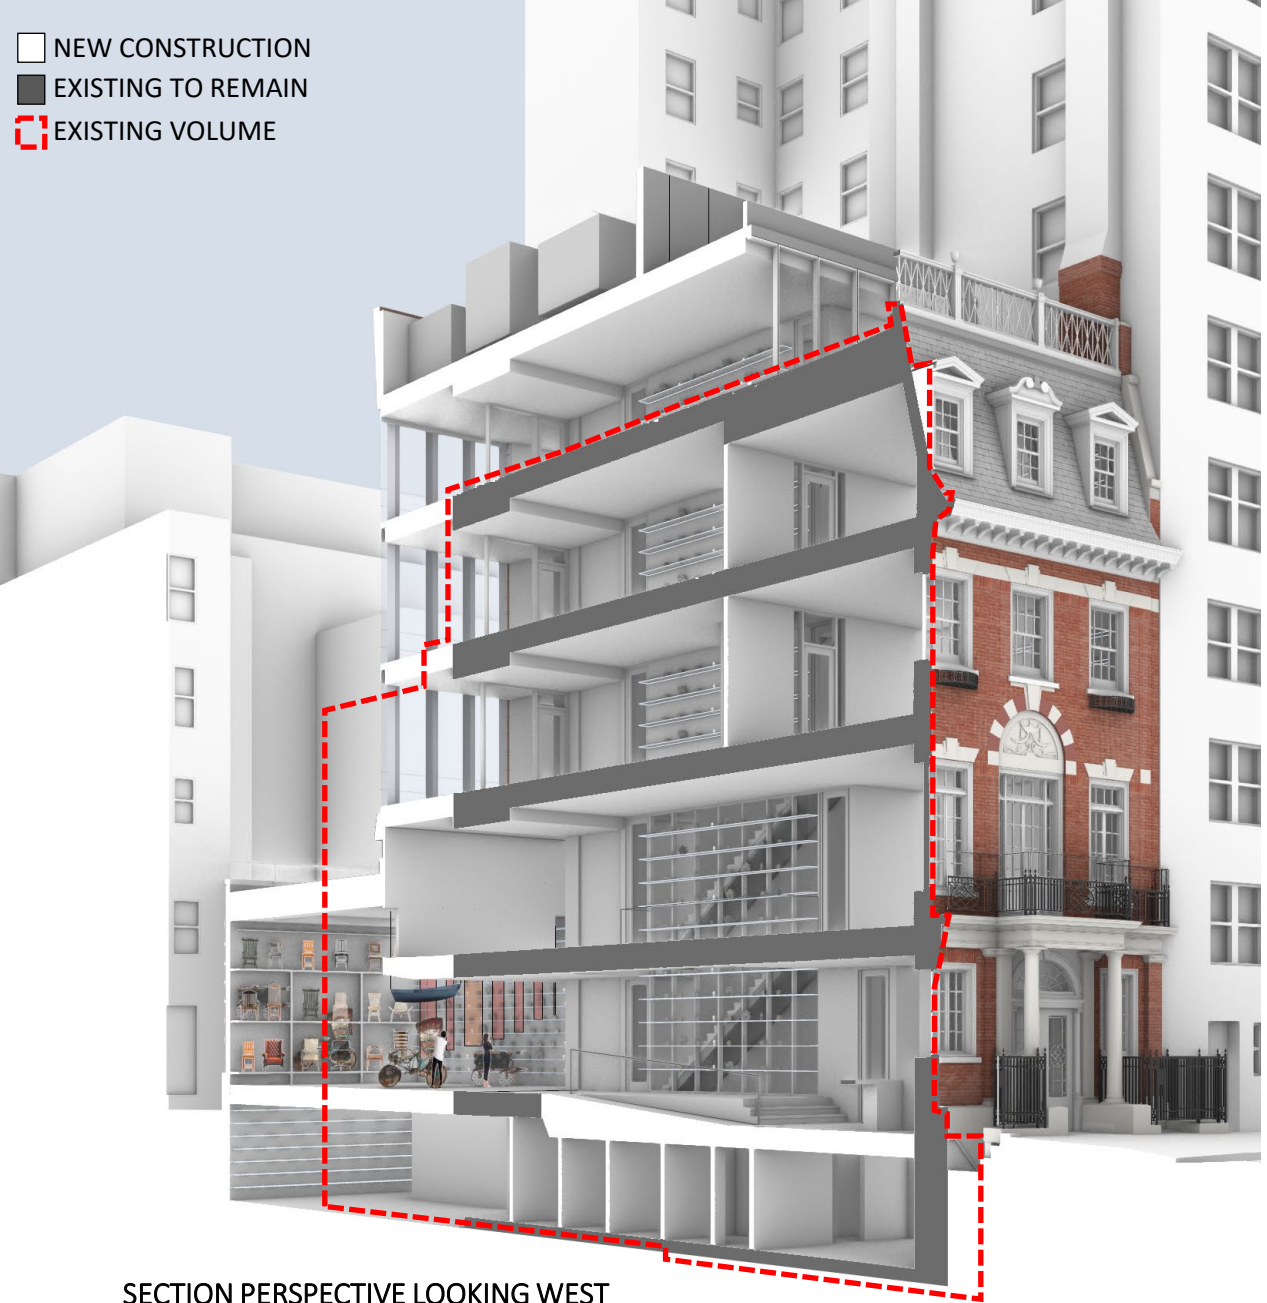 NEW CONSTRUCTION
EXISTING TO REMAIN
EXISTING VOLUME
SECTION PERSPECTIVE LOOKING WEST